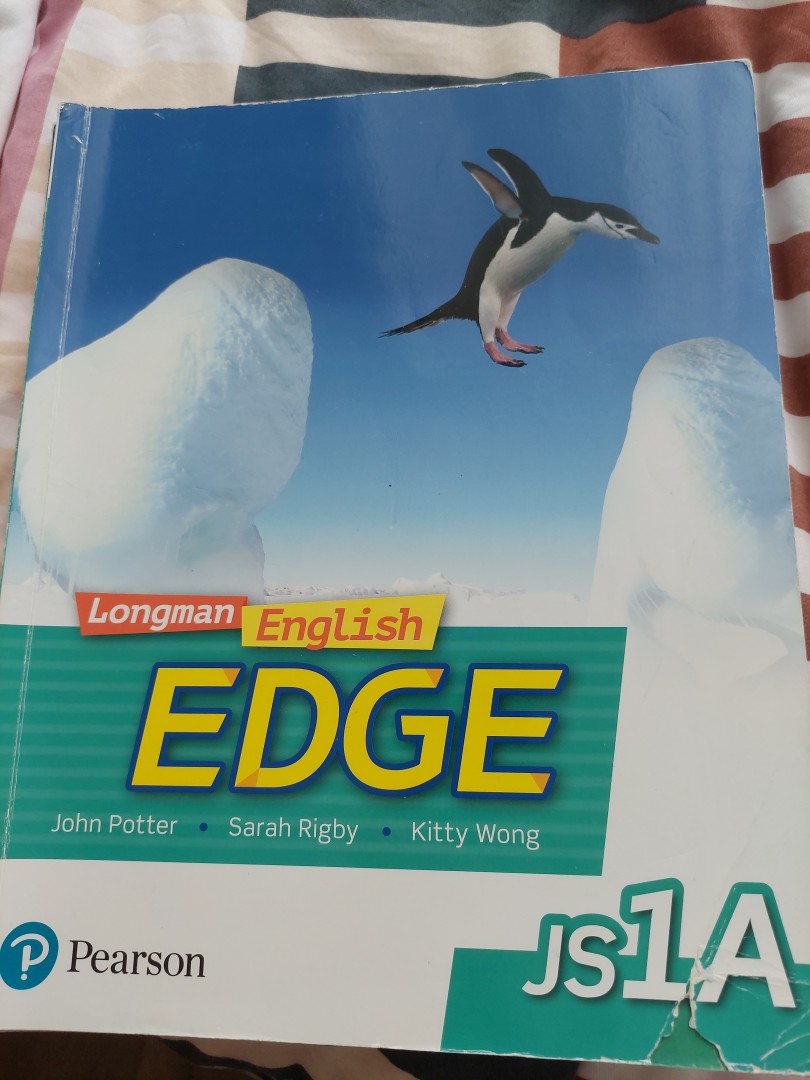 Longman English
EDGE
John Potter • Sarah Rigby • Kitty Wong
Pearson
JS1A